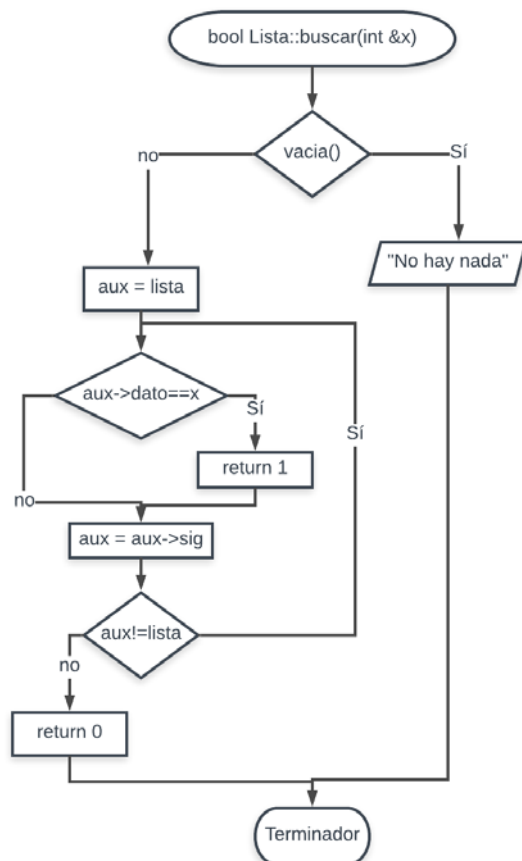 bool Lista::buscar(int &x)
vacia()
no
Sí
"No hay nada"
aux = lista
aux->dato==x
Sí
Sí
return 1
no
aux = aux->sig
aux!=lista
no
return 0
Terminador